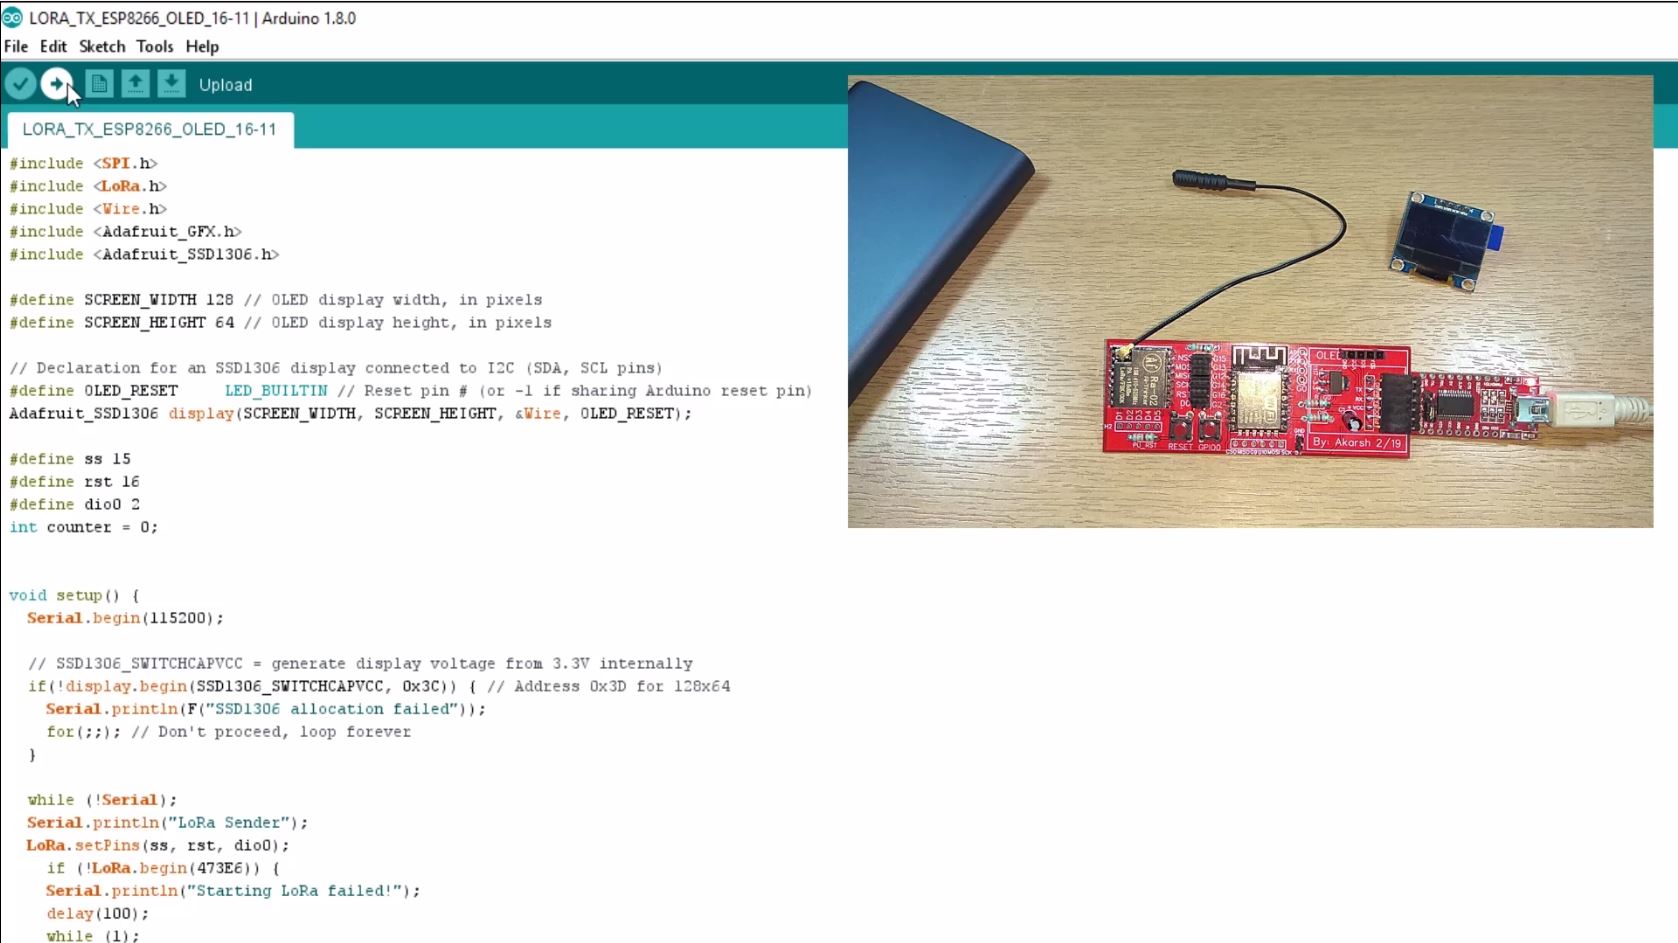 LORA_TX_ESP8266_OLED_16-11 | Arduino 1.8.0
File Edit Sketch Tools Help
Upload
LORA_TX_ESP8266_OLED_16-11
#include <SPI.h>
#include <LoRa.h>
#include <Wire.h>
#include <Adafruit_GFX.h>
#include <Adafruit_SSD1306.h>
#define SCREEN_WIDTH 128 // OLED display width, in pixels
#define SCREEN_HEIGHT 64 // OLED display height, in pixels
// Declaration for an SSD1306 display connected to I2C (SDA, SCL pins)
#define OLED_RESET     LED_BUILTIN // Reset pin # (or -1 if sharing Arduino reset pin)
Adafruit_SSD1306 display(SCREEN_WIDTH, SCREEN_HEIGHT, &Wire, OLED_RESET);
#define ss 15
#define rst 16
#define dio0 2
int counter = 0;
void setup() {
Serial.begin(115200);
// SSD1306_SWITCHCAPVCC = generate display voltage from 3.3V internally
if(!display.begin(SSD1306_SWITCHCAPVCC, 0x3C)) { // Address 0x3D for 128x64
Serial.println(F("SSD1306 allocation failed"));
for(;;); // Don't proceed, loop forever
}
while (!Serial);
Serial.println("LoRa Sender");
LoRa.setPins(ss, rst, dio0);
if (!LoRa.begin(473E6)) {
Serial.println("Starting LoRa failed!");
delay(100);
while (1);
OLED
Ra-02
RESET GPIO0
By: Akarsh 2/19